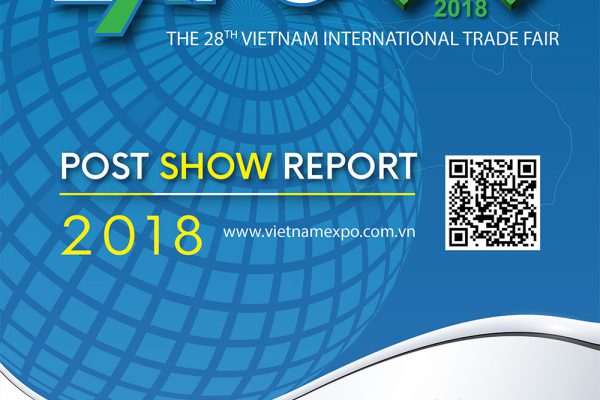 2018
THE 28TH VIETNAM INTERNATIONAL TRADE FAIR
POST SHOW REPORT
2018 www.vietnamexpo.com.vn